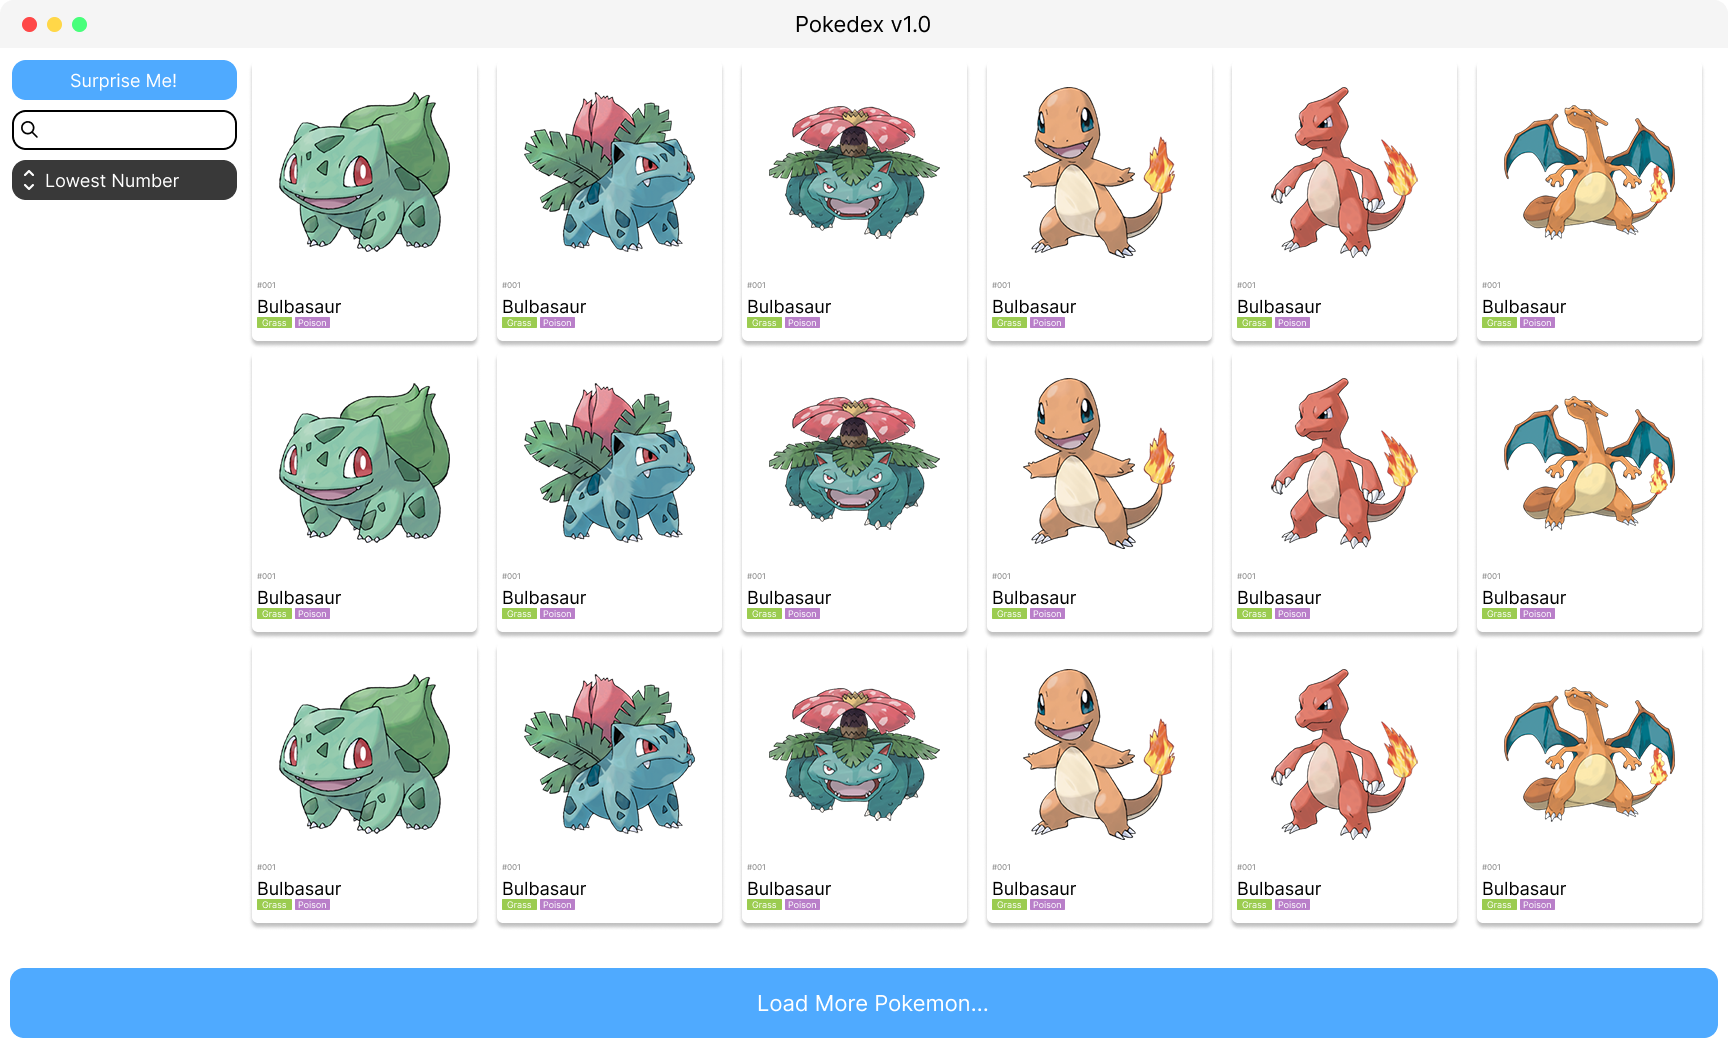 Pokedex v1.0
Surprise Me!
Lowest Number
#001 #001 #001 #001 #001 #001
Bulbasaur Bulbasaur Bulbasaur Bulbasaur Bulbasaur Bulbasaur
Grass Poison Grass Poison Grass Poison Grass Poison Grass Poison Grass Poison
#001 #001 #001 #001 #001 #001
Bulbasaur Bulbasaur Bulbasaur Bulbasaur Bulbasaur Bulbasaur
Grass Poison Grass Poison Grass Poison Grass Poison Grass Poison Grass Poison
#001 #001 #001 #001 #001 #001
Bulbasaur Bulbasaur Bulbasaur Bulbasaur Bulbasaur Bulbasaur
Grass Poison Grass Poison Grass Poison Grass Poison Grass Poison Grass Poison
Load More Pokemon...